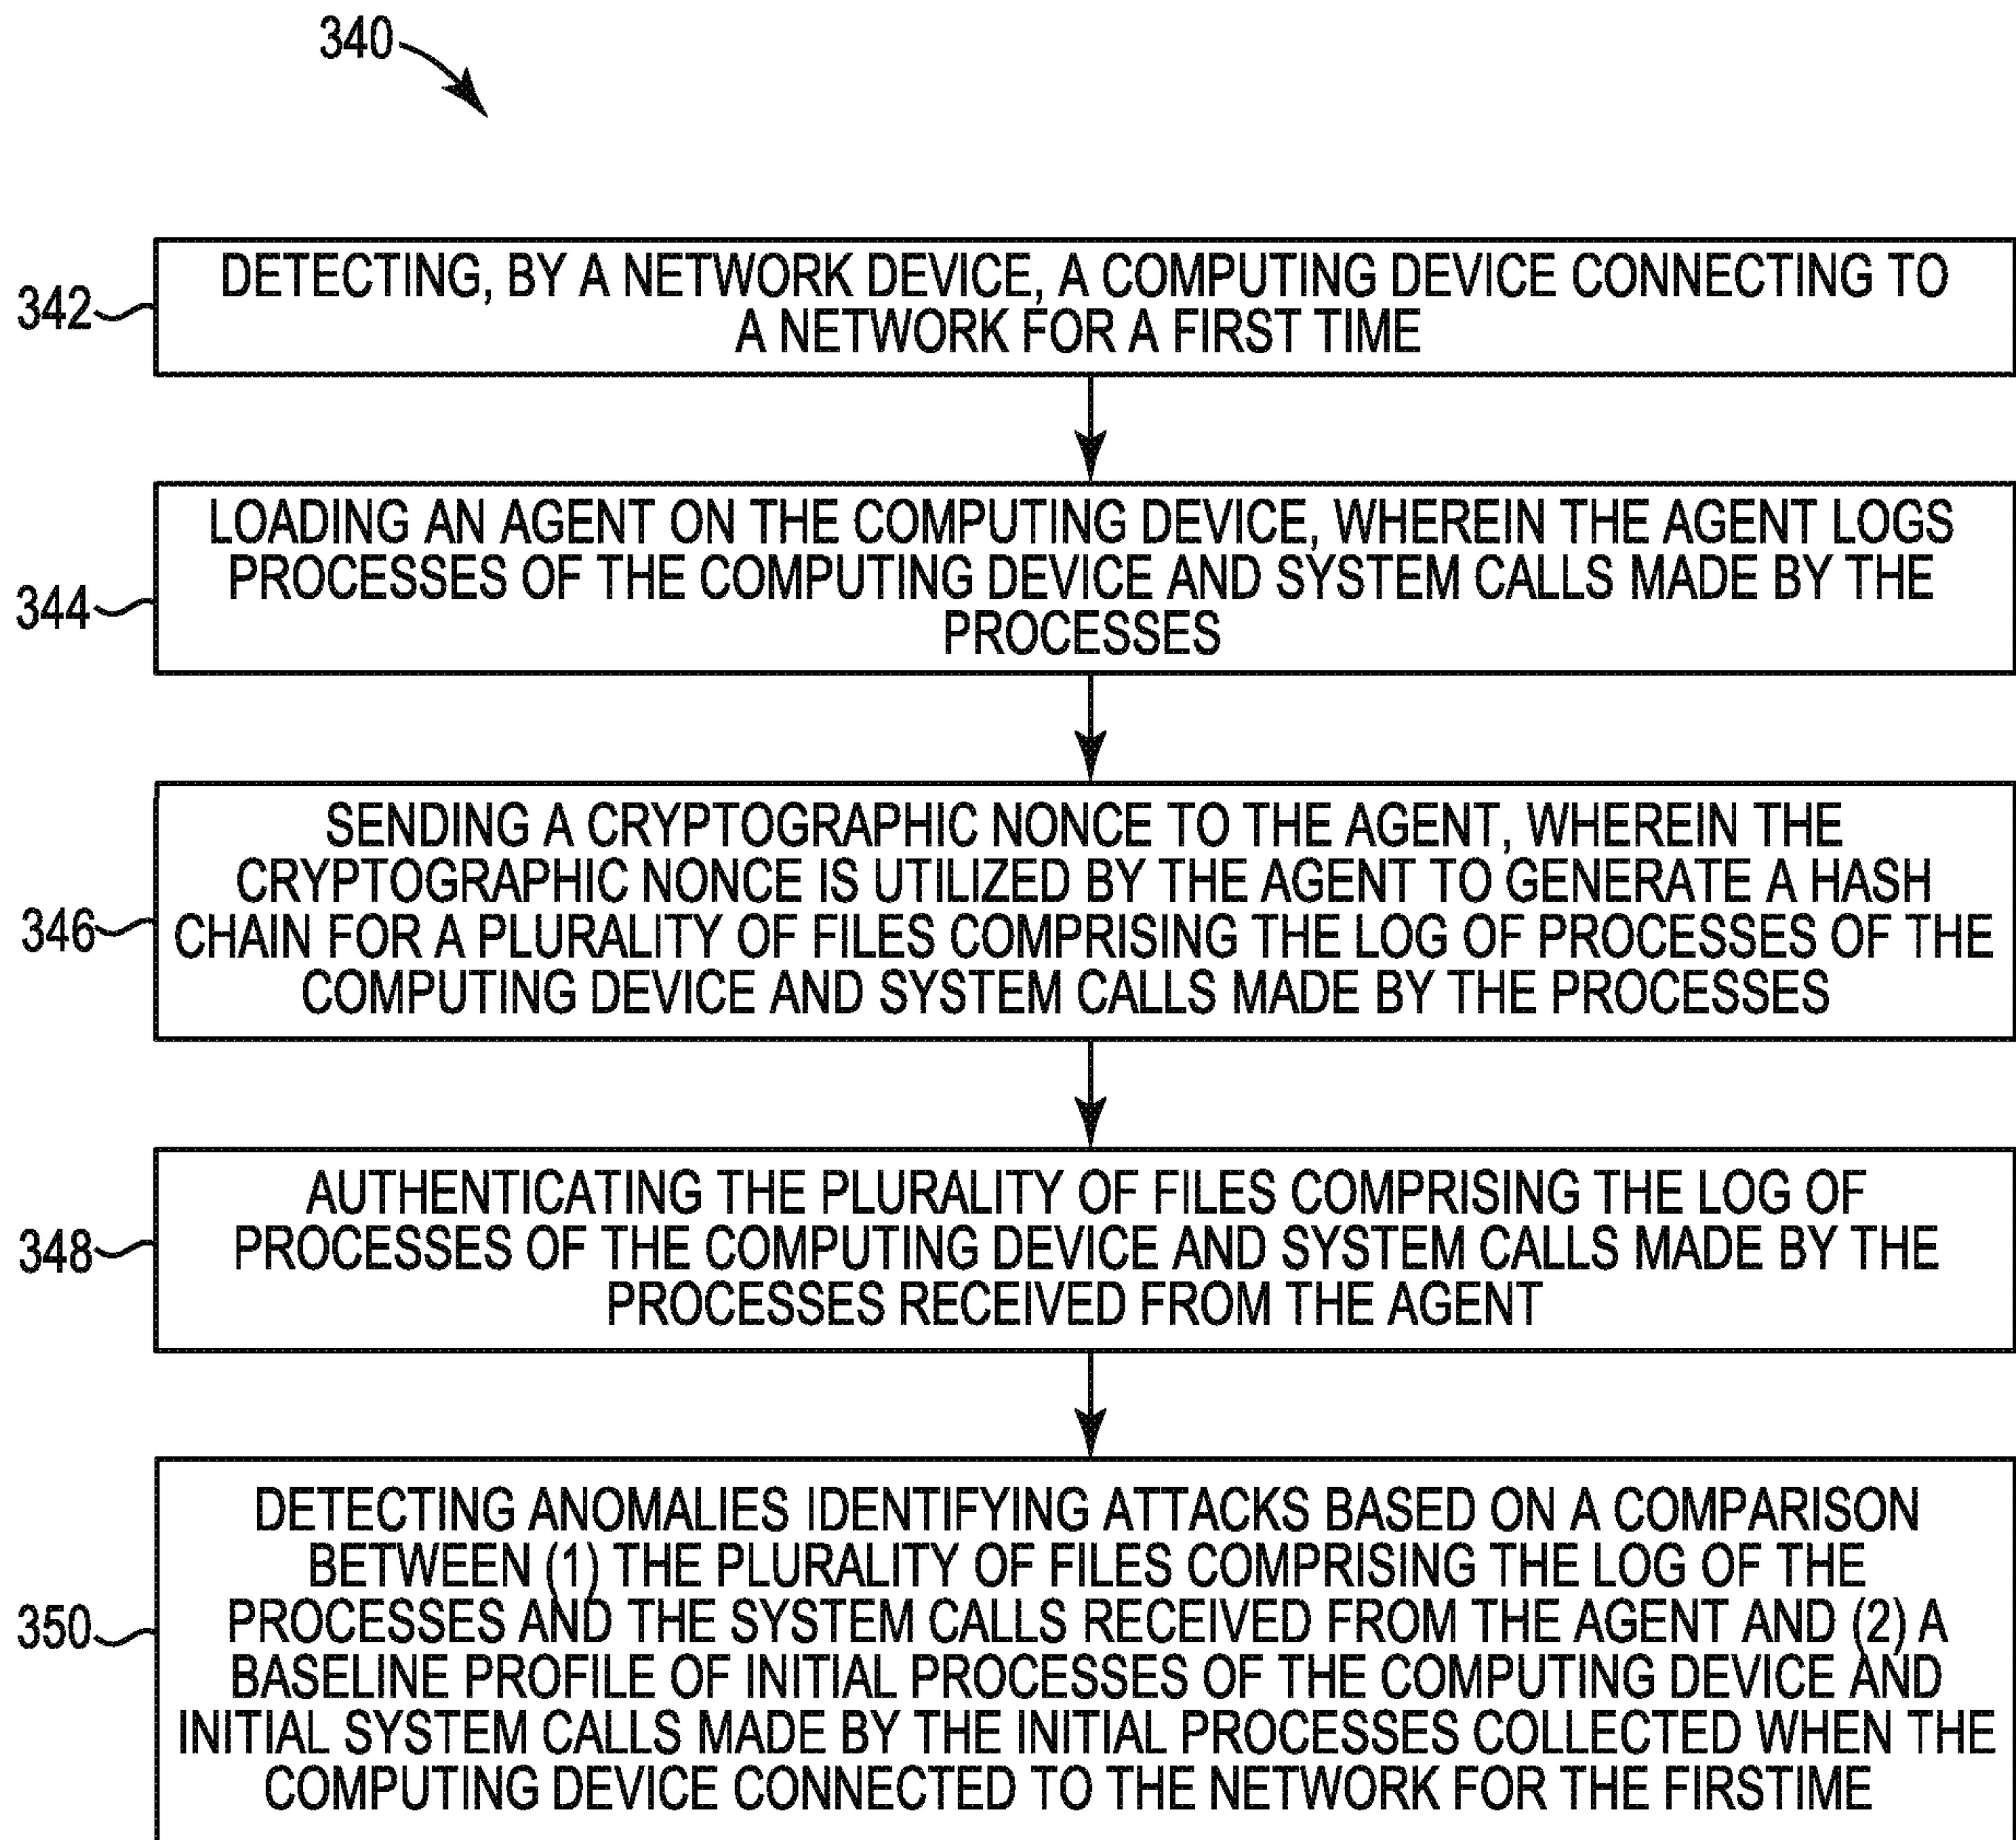 340
342
DETECTING, BY A NETWORK DEVICE, A COMPUTING DEVICE CONNECTING TO
A NETWORK FOR A FIRST TIME
344
LOADING AN AGENT ON THE COMPUTING DEVICE, WHEREIN THE AGENT LOGS
PROCESSES OF THE COMPUTING DEVICE AND SYSTEM CALLS MADE BY THE
PROCESSES
346
SENDING A CRYPTOGRAPHIC NONCE TO THE AGENT, WHEREIN THE
CRYPTOGRAPHIC NONCE IS UTILIZED BY THE AGENT TO GENERATE A HASH
CHAIN FOR A PLURALITY OF FILES COMPRISING THE LOG OF PROCESSES OF THE
COMPUTING DEVICE AND SYSTEM CALLS MADE BY THE PROCESSES
348
AUTHENTICATING THE PLURALITY OF FILES COMPRISING THE LOG OF
PROCESSES OF THE COMPUTING DEVICE AND SYSTEM CALLS MADE BY THE
PROCESSES RECEIVED FROM THE AGENT
350
DETECTING ANOMALIES IDENTIFYING ATTACKS BASED ON A COMPARISON
BETWEEN (1) THE PLURALITY OF FILES COMPRISING THE LOG OF THE
PROCESSES AND THE SYSTEM CALLS RECEIVED FROM THE AGENT AND (2) A
BASELINE PROFILE OF INITIAL PROCESSES OF THE COMPUTING DEVICE AND
INITIAL SYSTEM CALLS MADE BY THE INITIAL PROCESSES COLLECTED WHEN THE
COMPUTING DEVICE CONNECTED TO THE NETWORK FOR THE FIRSTIME